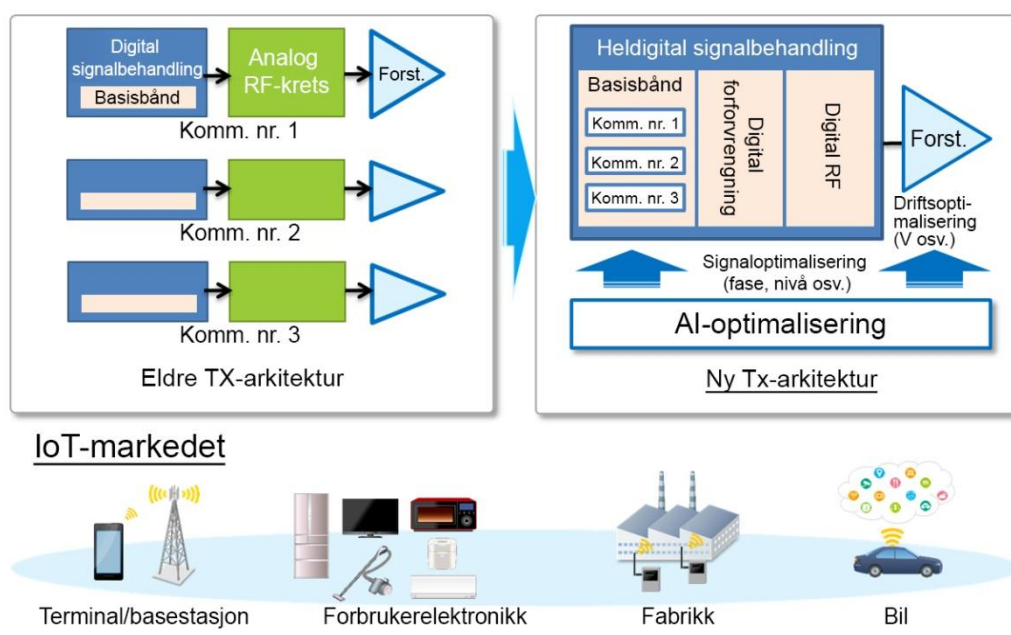 Digital
signalbehandling
Basisbånd
Analog
RF-krets
Forst.
Komm. nr. 1
Komm. nr. 2
Komm. nr. 3
Eldre TX-arkitektur
Heldigital signalbehandling
Basisbånd
Komm. nr. 1
Komm. nr. 2
Komm. nr. 3
Digital
forforvrengning
Digital RF
Forst.
Driftsopti-
malisering
(V osv.)
Signaloptimalisering
(fase, nivå osv.)
AI-optimalisering
Ny Tx-arkitektur
IoT-markedet
Terminal/basestasjon
Forbrukerelektronikk
Fabrikk
Bil